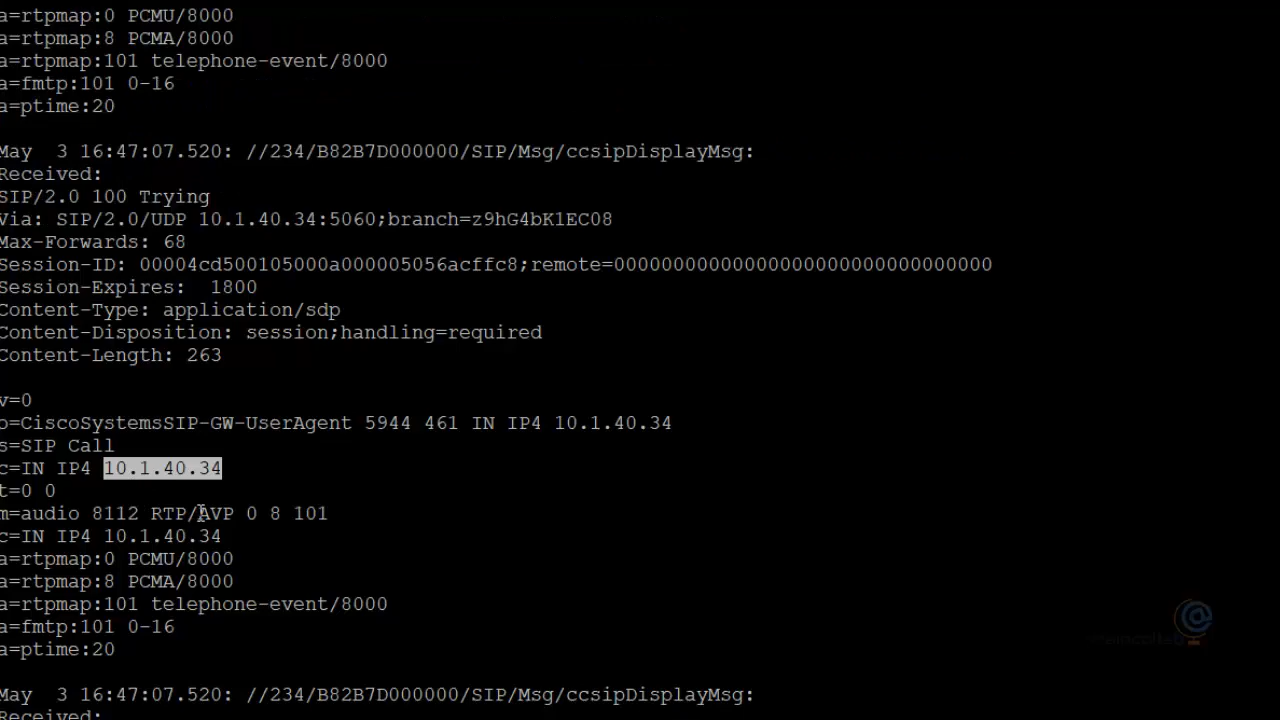 a=rtpmap:0 PCMU/8000
a=rtpmap:8 PCMA/8000
a=rtpmap:101 telephone-event/8000
a=fmtp:101 0-16
a=ptime:20
May  3 16:47:07.520: //234/B82B7D000000/SIP/Msg/ccsipDisplayMsg:
Received:
SIP/2.0 100 Trying
Via: SIP/2.0/UDP 10.1.40.34:5060;branch=z9hG4bK1EC08
Max-Forwards: 68
Session-ID: 00004cd500105000a000005056acffc8;remote=00000000000000000000000000000000
Session-Expires:  1800
Content-Type: application/sdp
Content-Disposition: session;handling=required
Content-Length: 263
v=0
o=CiscoSystemsSIP-GW-UserAgent 5944 461 IN IP4 10.1.40.34
s=SIP Call
c=IN IP4 10.1.40.34
t=0 0
m=audio 8112 RTP/AVP 0 8 101
c=IN IP4 10.1.40.34
a=rtpmap:0 PCMU/8000
a=rtpmap:8 PCMA/8000
a=rtpmap:101 telephone-event/8000
a=fmtp:101 0-16
a=ptime:20
May  3 16:47:07.520: //234/B82B7D000000/SIP/Msg/ccsipDisplayMsg:
Received: